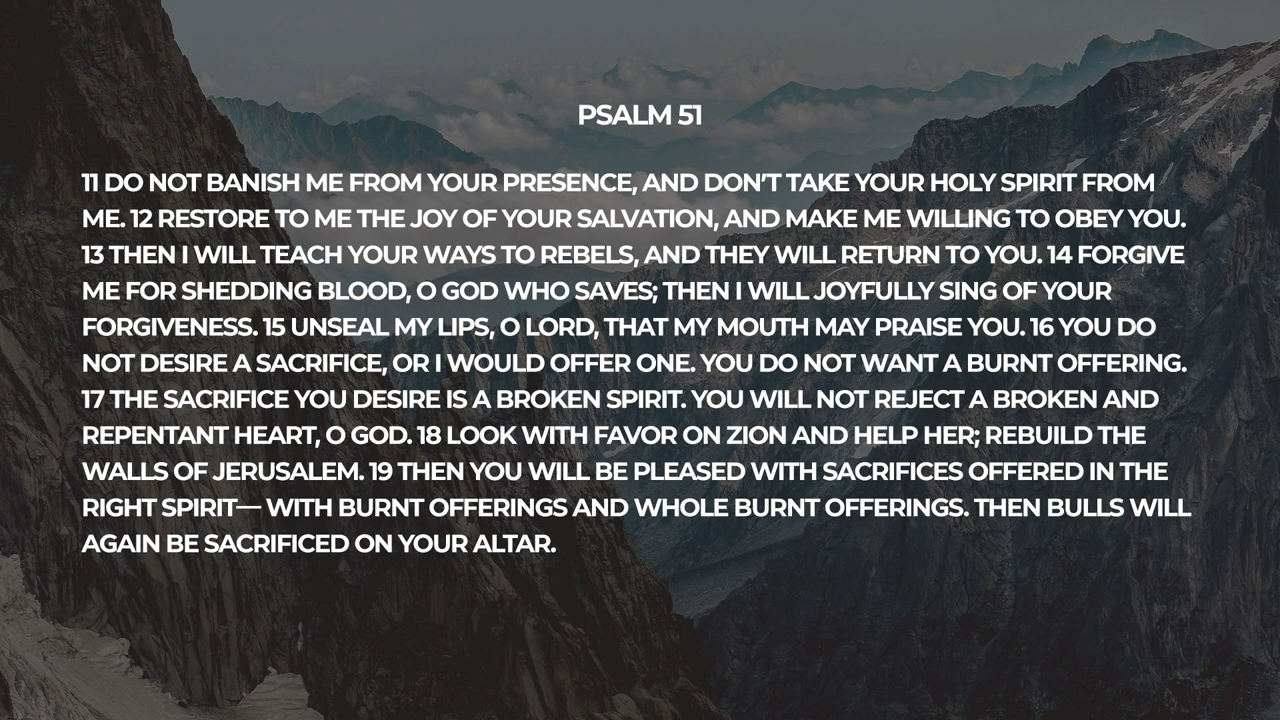 PSALM 51
11 DO NOT BANISH ME FROM YOUR PRESENCE, AND DON'T TAKE YOUR HOLY SPIRIT FROM
ME. 12 RESTORE TO ME THE JOY OF YOUR SALVATION, AND MAKE ME WILLING TO OBEY YOU.
13 THEN I WILL TEACH YOUR WAYS TO REBELS, AND THEY WILL RETURN TO YOU. 14 FORGIVE
ME FOR SHEDDING BLOOD, O GOD WHO SAVES; THEN I WILL JOYFULLY SING OF YOUR
FORGIVENESS. 15 UNSEAL MY LIPS, O LORD, THAT MY MOUTH MAY PRAISE YOU. 16 YOU DO
NOT DESIRE A SACRIFICE, OR I WOULD OFFER ONE. YOU DO NOT WANT A BURNT OFFERING.
17 THE SACRIFICE YOU DESIRE IS A BROKEN SPIRIT. YOU WILL NOT REJECT A BROKEN AND
REPENTANT HEART, O GOD. 18 LOOK WITH FAVOR ON ZION AND HELP HER; REBUILD THE
WALLS OF JERUSALEM. 19 THEN YOU WILL BE PLEASED WITH SACRIFICES OFFERED IN THE
RIGHT SPIRIT— WITH BURNT OFFERINGS AND WHOLE BURNT OFFERINGS. THEN BULLS WILL
AGAIN BE SACRIFICED ON YOUR ALTAR.